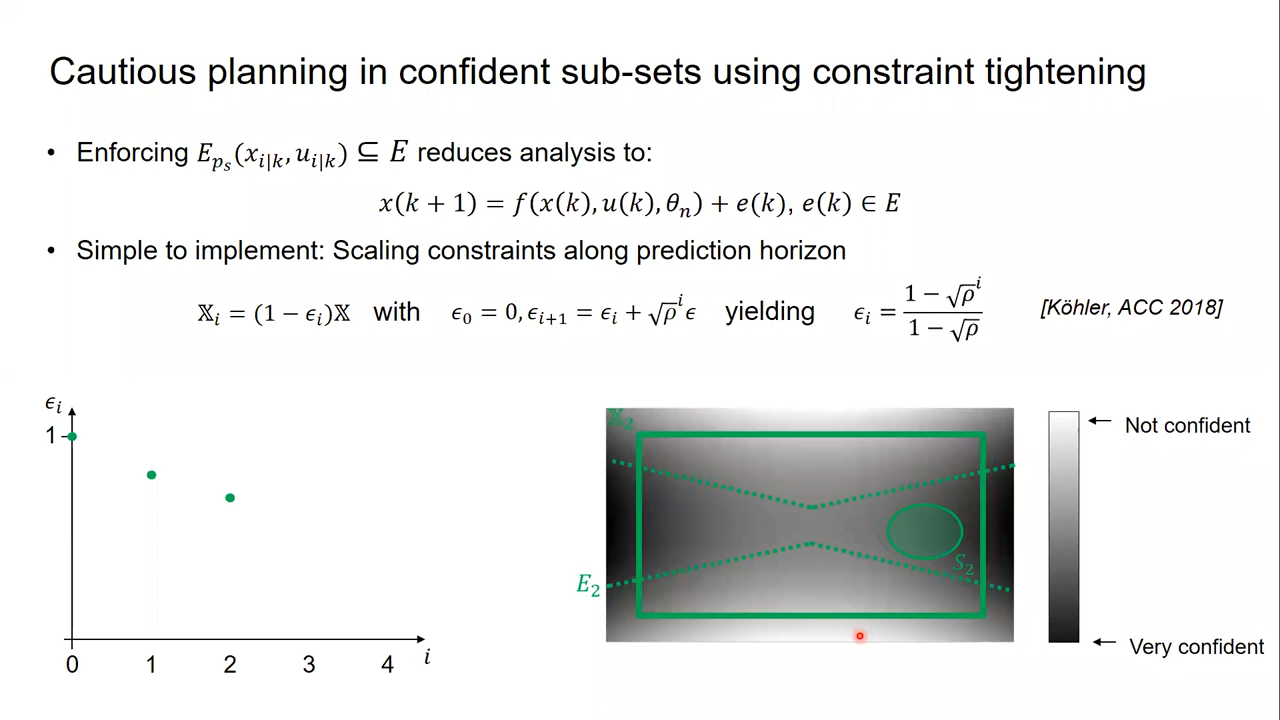 Cautious planning in confident sub-sets using constraint tightening
• Enforcing E_{p_s}(x_{i|k}, u_{i|k}) ⊆ E reduces analysis to:
x(k + 1) = f(x(k), u(k), θ_n) + e(k), e(k) ∈ E
• Simple to implement: Scaling constraints along prediction horizon
𝕏_i = (1 − ϵ_i)𝕏 with ϵ_0 = 0, ϵ_{i+1} = ϵ_i + √ρ^i ϵ yielding ϵ_i = (1 − √ρ^i)/(1 − √ρ) [Köhler, ACC 2018]
ϵ_i
1
0 1 2 3 4 i
𝕏_2
E_2
S_2
Not confident
Very confident